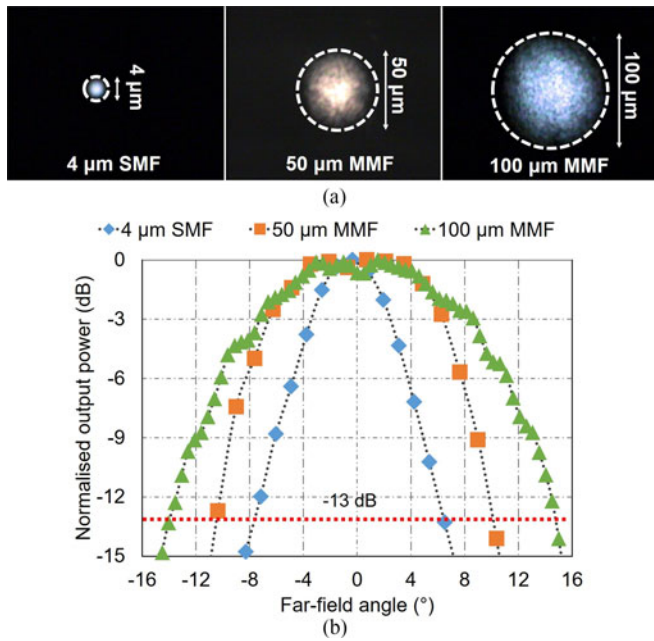 4 µm
50 µm
100 µm
4 µm SMF
50 µm MMF
100 µm MMF
(a)
4 µm SMF
50 µm MMF
100 µm MMF
0
-3
-6
-9
-12
-15
Normalised output power (dB)
-13 dB
-16 -12 -8 -4 0 4 8 12 16
Far-field angle (°)
(b)